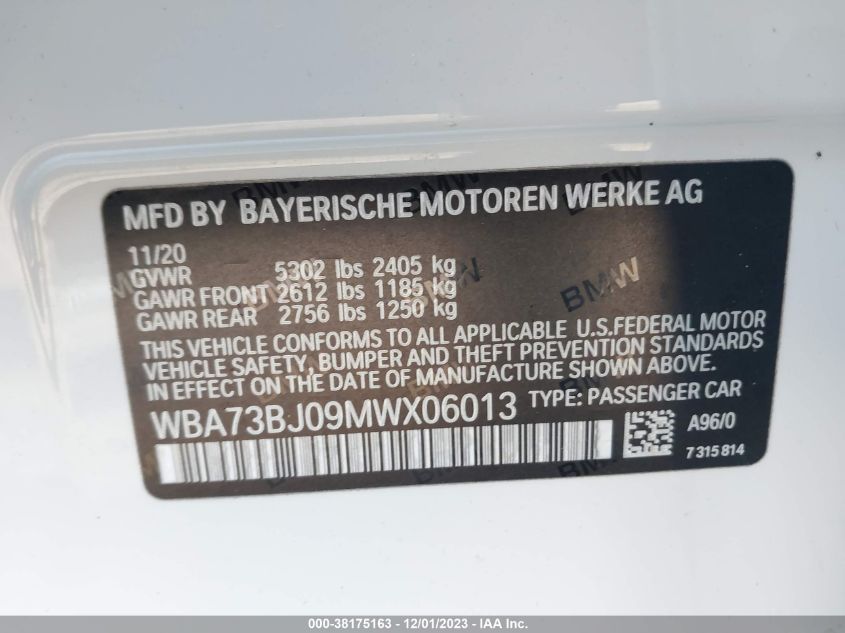 MFD BY BAYERISCHE MOTOREN WERKE AG
11/20
GVWR 5302 lbs 2405 kg
GAWR FRONT 2612 lbs 1185 kg
GAWR REAR 2756 lbs 1250 kg
THIS VEHICLE CONFORMS TO ALL APPLICABLE U.S.FEDERAL MOTOR
VEHICLE SAFETY, BUMPER AND THEFT PREVENTION STANDARDS
IN EFFECT ON THE DATE OF MANUFACTURE SHOWN ABOVE.
WBA73BJ09MWX06013 TYPE: PASSENGER CAR
A96/0
7 315 814
BMW
BMW
000-38175163 - 12/01/2023 - IAA Inc.